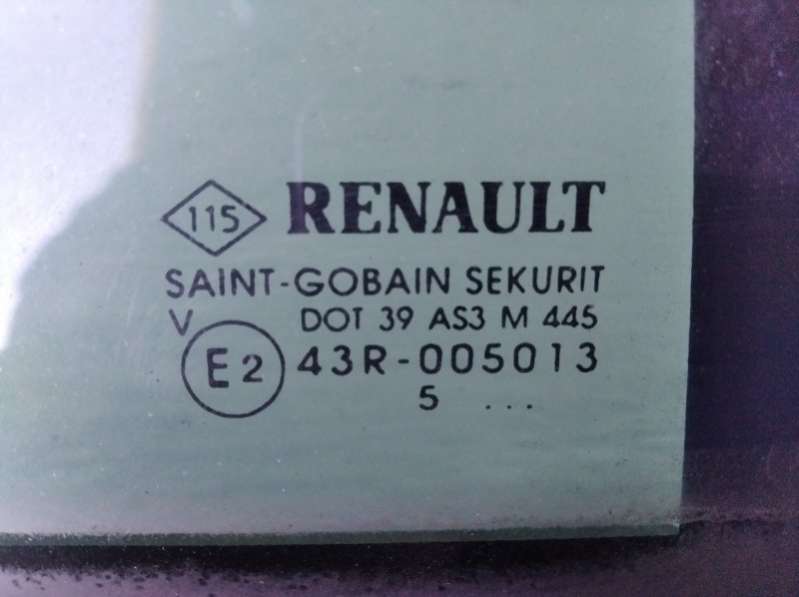 115 RENAULT
SAINT-GOBAIN SEKURIT
V DOT 39 AS3 M 445
E2 43R-005013
5 ...